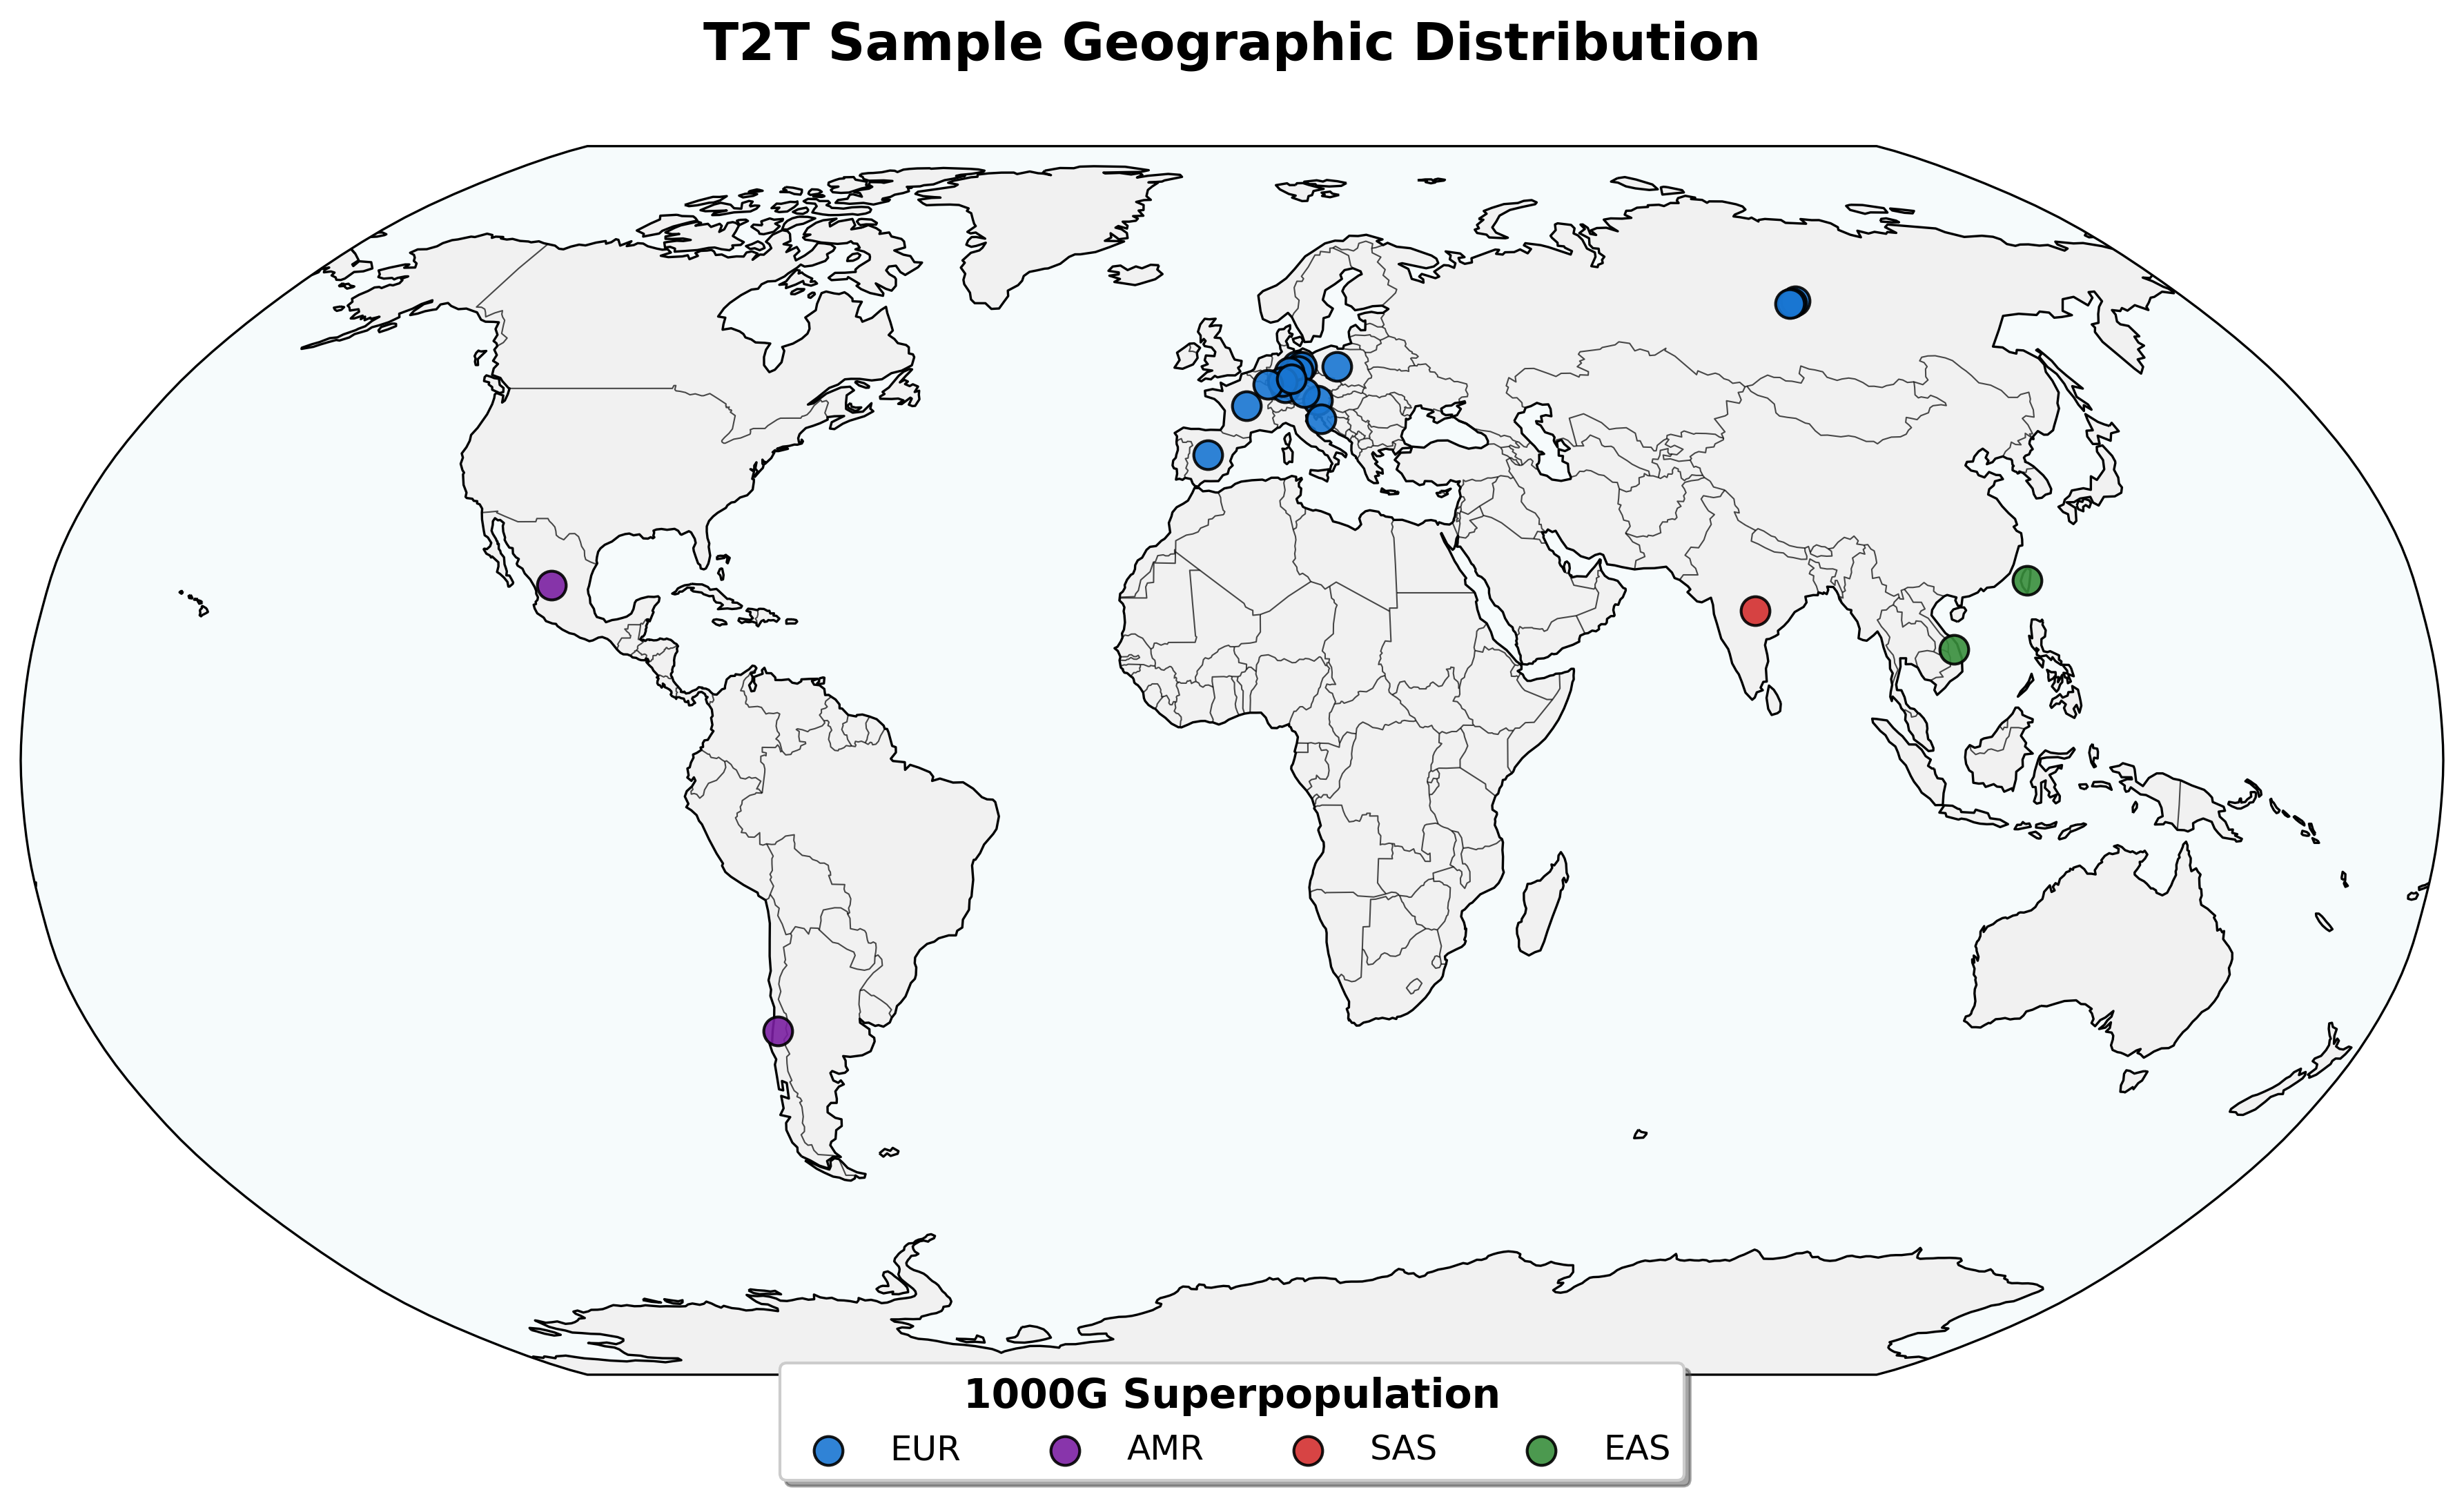 T2T Sample Geographic Distribution
1000G Superpopulation
EUR AMR SAS EAS